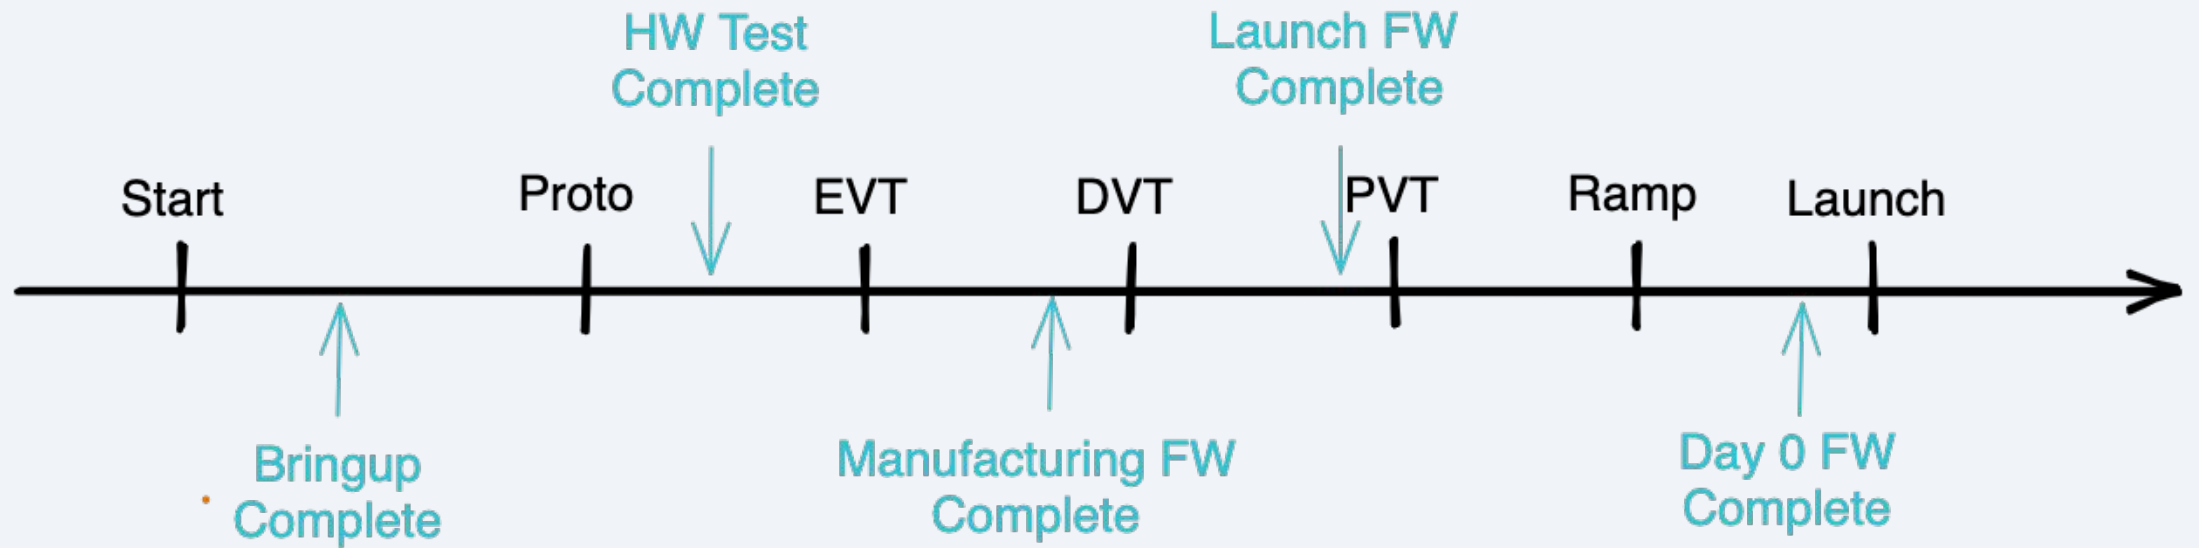 HW Test
Complete
Launch FW
Complete
Start
Proto
EVT
DVT
PVT
Ramp
Launch
Bringup
Complete
Manufacturing FW
Complete
Day 0 FW
Complete